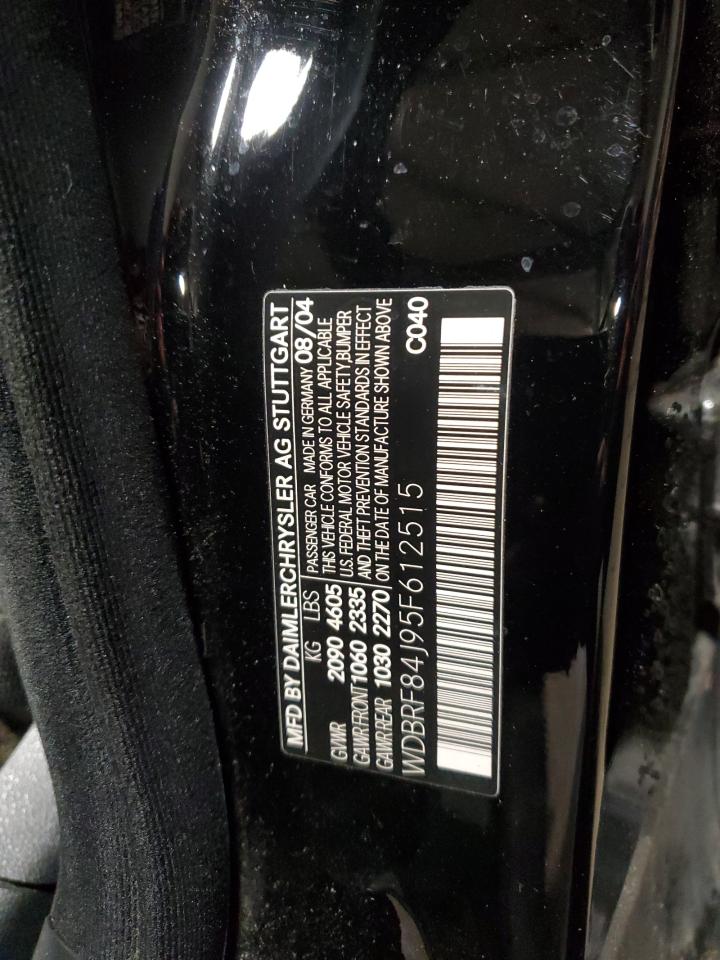 MFD BY DAIMLERCHRYSLER AG STUTTGART
KG LBS PASSENGER CAR MADE IN GERMANY 08/04
GVWR 2090 4605 THIS VEHICLE CONFORMS TO ALL APPLICABLE
U.S. FEDERAL MOTOR VEHICLE SAFETY, BUMPER
GAWR FRONT 1060 2335 AND THEFT PREVENTION STANDARDS IN EFFECT
GAWR REAR 1030 2270 ON THE DATE OF MANUFACTURE SHOWN ABOVE
WDBRF84J95F612515 C040